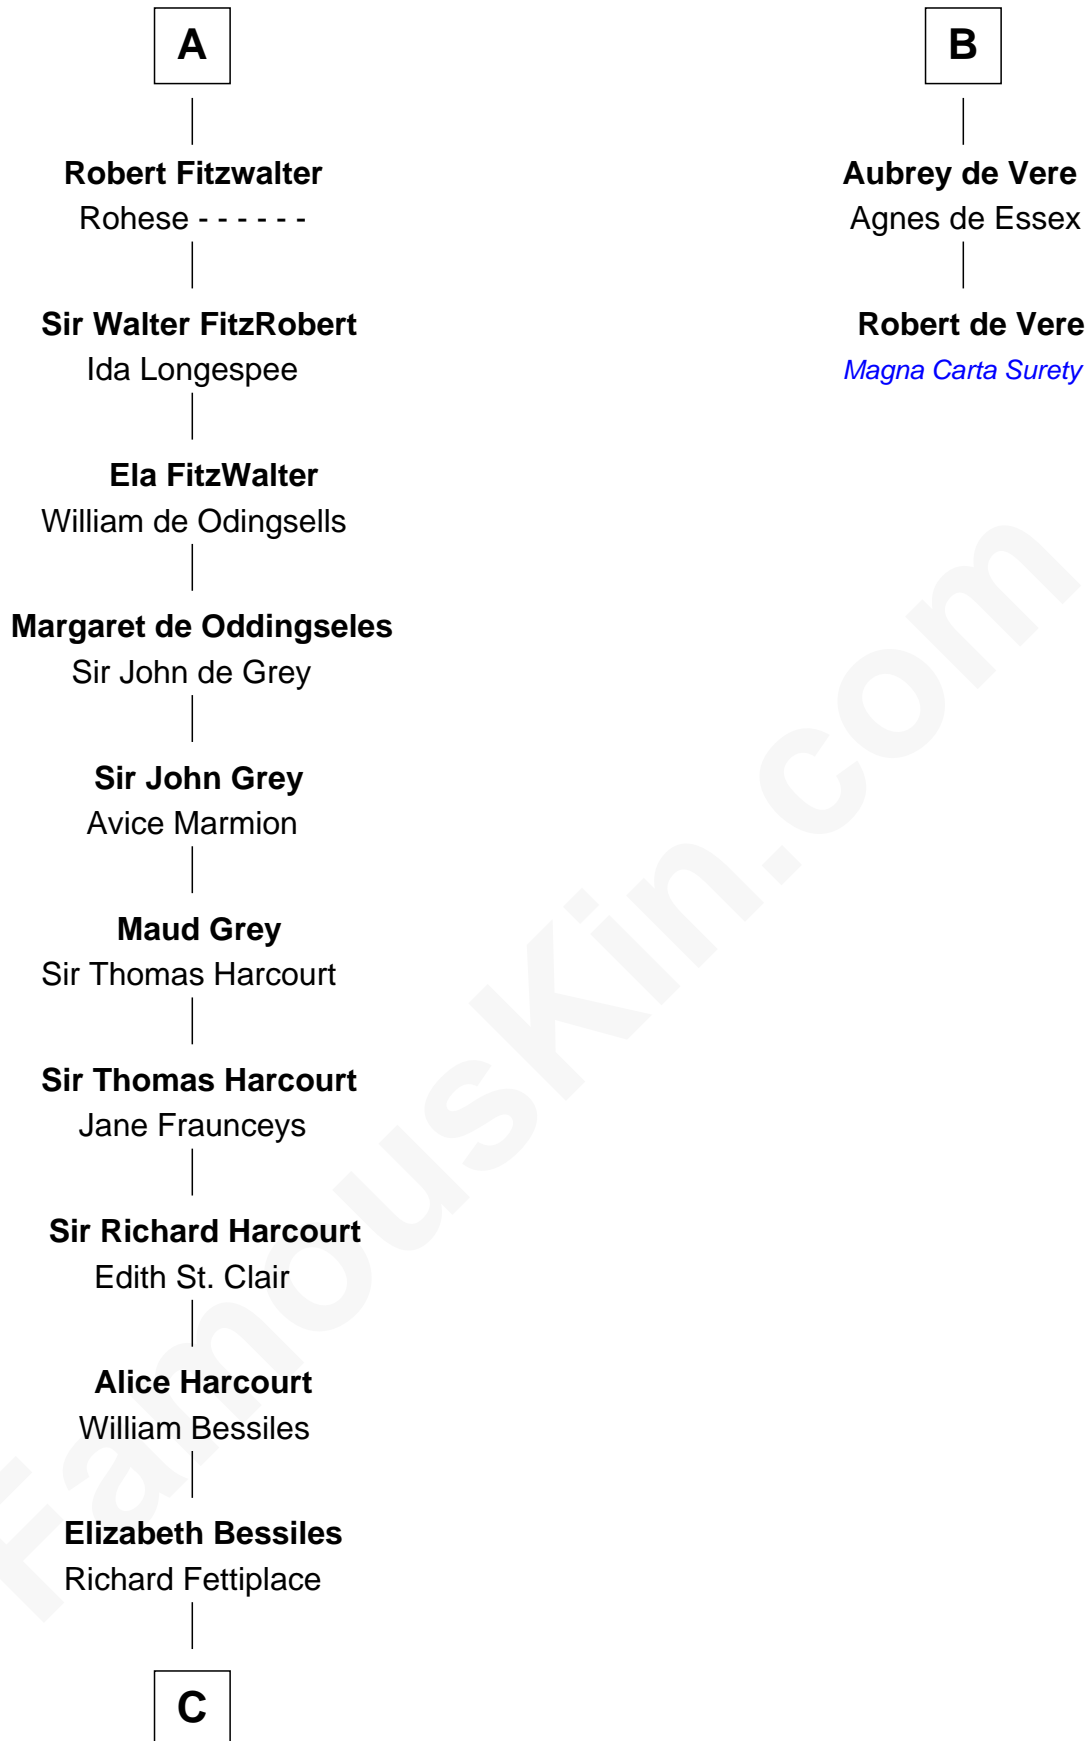 A
Robert Fitzwalter
Rohese - - - - - -
Sir Walter FitzRobert
Ida Longespee
Ela FitzWalter
William de Odingsells
Margaret de Oddingseles
Sir John de Grey
Sir John Grey
Avice Marmion
Maud Grey
Sir Thomas Harcourt
Sir Thomas Harcourt
Jane Fraunceys
Sir Richard Harcourt
Edith St. Clair
Alice Harcourt
William Bessiles
Elizabeth Bessiles
Richard Fettiplace
C
B
Aubrey de Vere
Agnes de Essex
Robert de Vere
Magna Carta Surety
FamousKin.com